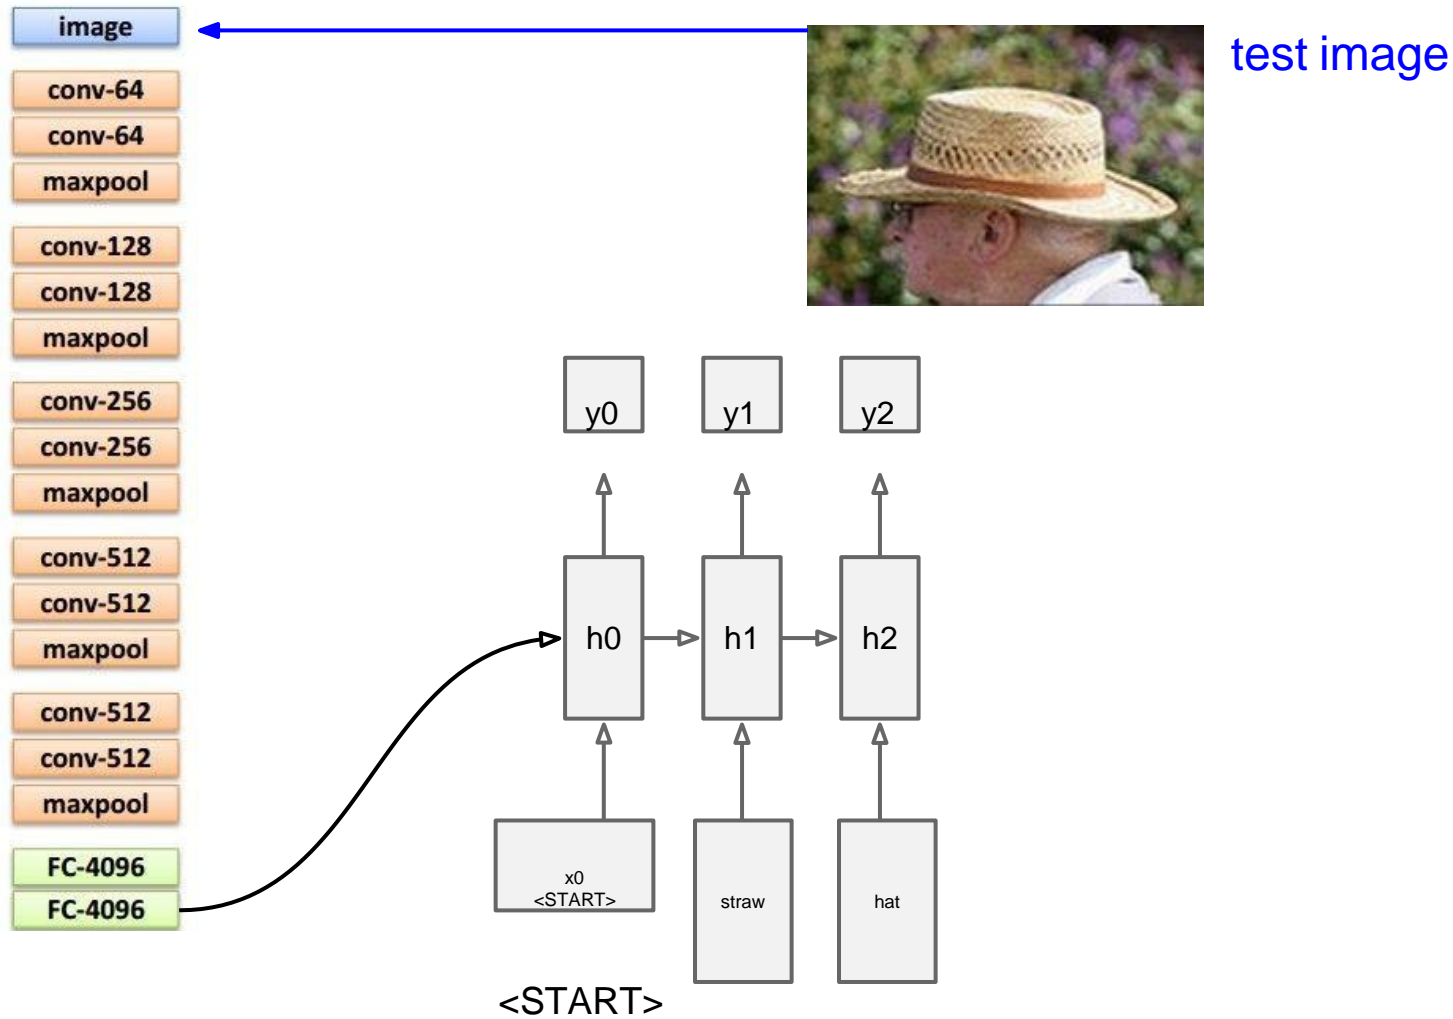 image
test image
conv-64
conv-64
maxpool
conv-128
conv-128
maxpool
conv-256
conv-256
maxpool
conv-512
conv-512
maxpool
conv-512
conv-512
maxpool
FC-4096
FC-4096
y0
y1
y2
h0
h1
h2
x0
<START>
straw
hat
<START>